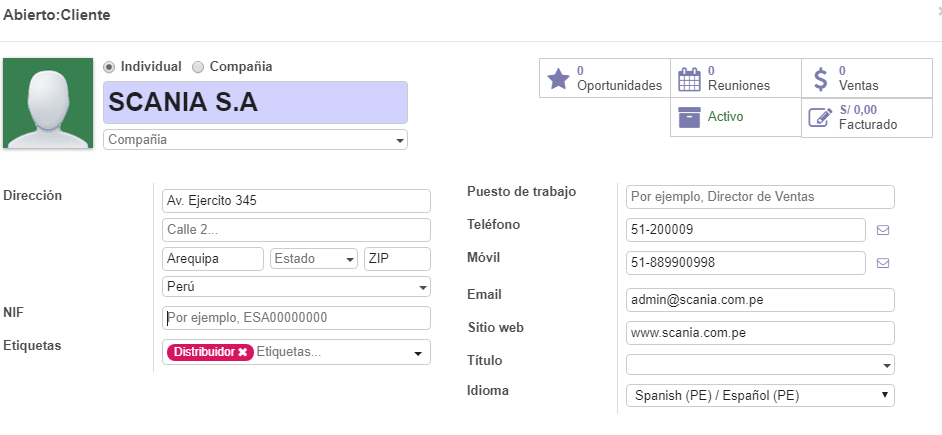 Abierto:Cliente
Individual Compañia
SCANIA S.A
Compañia
0 Oportunidades
0 Reuniones
0 Ventas
Activo
S/ 0,00 Facturado
Dirección
Av. Ejercito 345
Calle 2...
Arequipa Estado ZIP
Perú
NIF Por ejemplo, ESA00000000
Etiquetas Distribuidor ✖ Etiquetas...
Puesto de trabajo Por ejemplo, Director de Ventas
Teléfono 51-200009
Móvil 51-889900998
Email admin@scania.com.pe
Sitio web www.scania.com.pe
Título
Idioma Spanish (PE) / Español (PE)